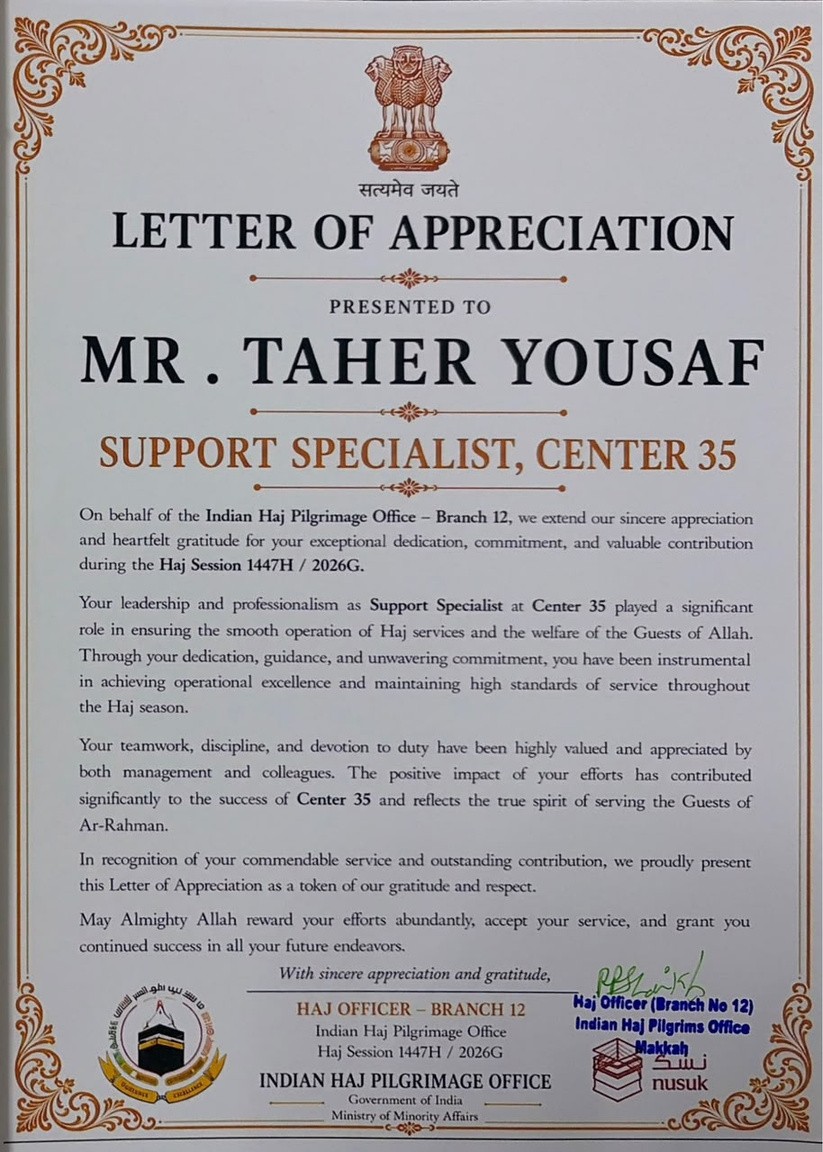 सत्यमेव जयते
LETTER OF APPRECIATION
PRESENTED TO
MR . TAHER YOUSAF
SUPPORT SPECIALIST, CENTER 35
On behalf of the Indian Haj Pilgrimage Office – Branch 12, we extend our sincere appreciation
and heartfelt gratitude for your exceptional dedication, commitment, and valuable contribution
during the Haj Session 1447H / 2026G.
Your leadership and professionalism as Support Specialist at Center 35 played a significant
role in ensuring the smooth operation of Haj services and the welfare of the Guests of Allah.
Through your dedication, guidance, and unwavering commitment, you have been instrumental
in achieving operational excellence and maintaining high standards of service throughout
the Haj season.
Your teamwork, discipline, and devotion to duty have been highly valued and appreciated by
both management and colleagues. The positive impact of your efforts has contributed
significantly to the success of Center 35 and reflects the true spirit of serving the Guests of
Ar-Rahman.
In recognition of your commendable service and outstanding contribution, we proudly present
this Letter of Appreciation as a token of our gratitude and respect.
May Almighty Allah reward your efforts abundantly, accept your service, and grant you
continued success in all your future endeavors.
With sincere appreciation and gratitude,
HAJ OFFICER – BRANCH 12
Indian Haj Pilgrimage Office
Haj Session 1447H / 2026G
INDIAN HAJ PILGRIMAGE OFFICE
Government of India
Ministry of Minority Affairs
Haj Officer (Branch No 12)
Indian Haj Pilgrims Office
Makkah
نسك
nusuk